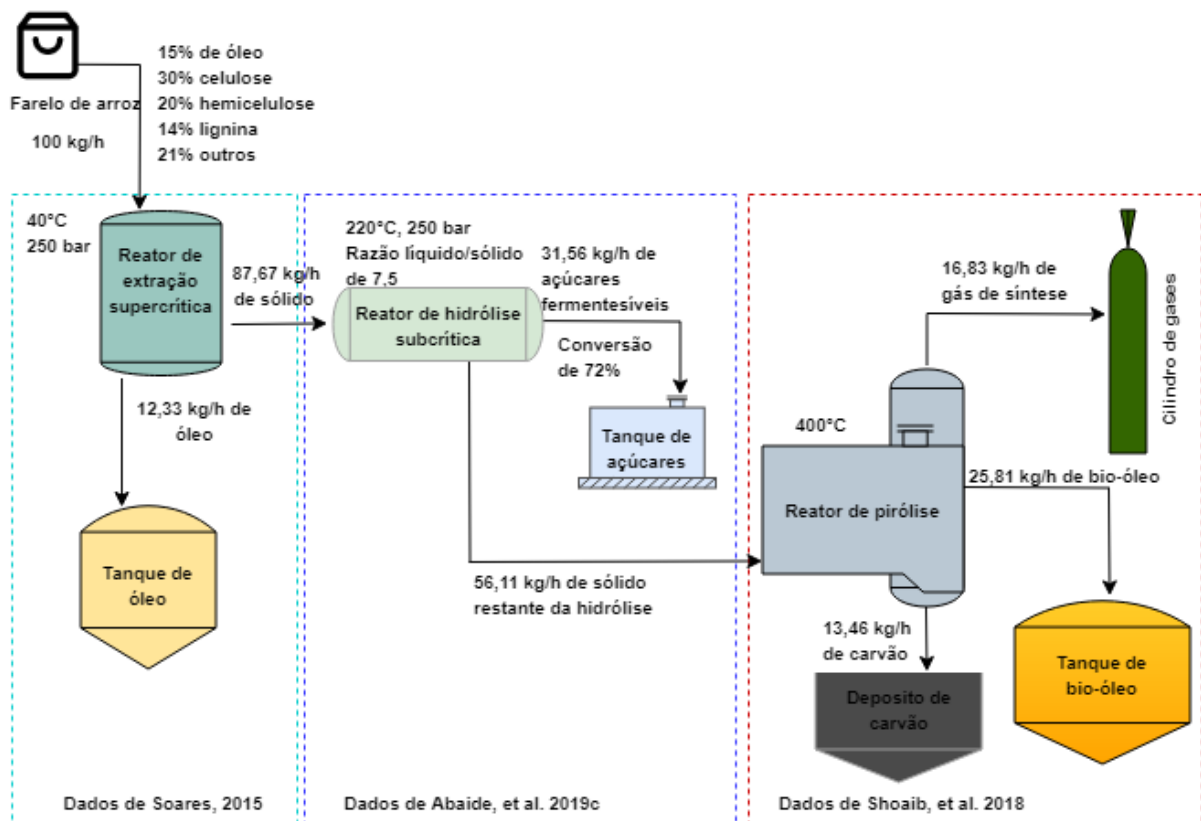 15% de óleo
30% celulose
20% hemicelulose
14% lignina
21% outros
Farelo de arroz
100 kg/h
40°C
250 bar
Reator de
extração
supercrítica
87,67 kg/h
de sólido
12,33 kg/h de
óleo
Tanque de
óleo
Dados de Soares, 2015
220°C, 250 bar
Razão líquido/sólido
de 7,5
Reator de hidrólise
subcrítica
31,56 kg/h de
açúcares
fermentesíveis
Conversão
de 72%
Tanque de
açúcares
56,11 kg/h de sólido
restante da hidrólise
Dados de Abaide, et al. 2019c
400°C
Reator de pirólise
16,83 kg/h de
gás de síntese
Cilindro de gases
25,81 kg/h de bio-óleo
Tanque de
bio-óleo
13,46 kg/h
de carvão
Deposito de
carvão
Dados de Shoaib, et al. 2018